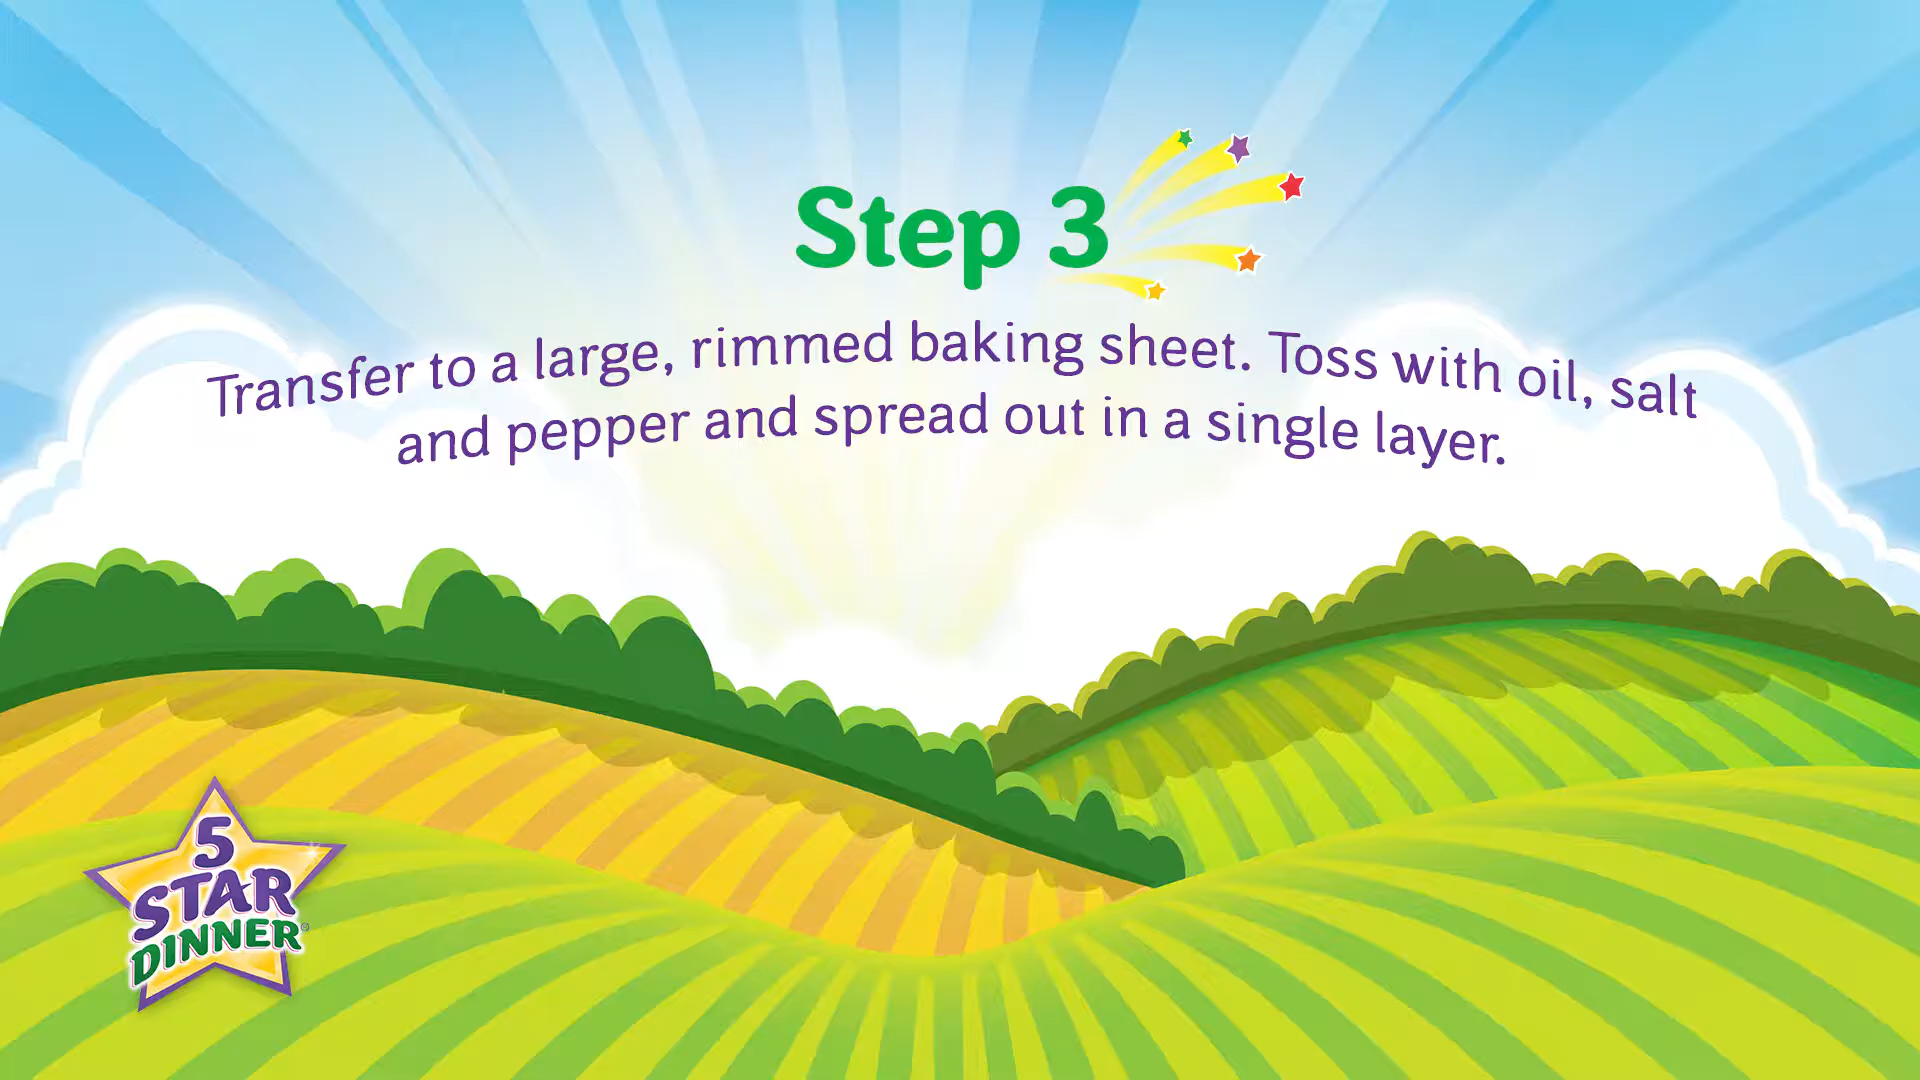 Step 3
Transfer to a large, rimmed baking sheet. Toss with oil, salt
and pepper and spread out in a single layer.
5
STAR
DINNER®